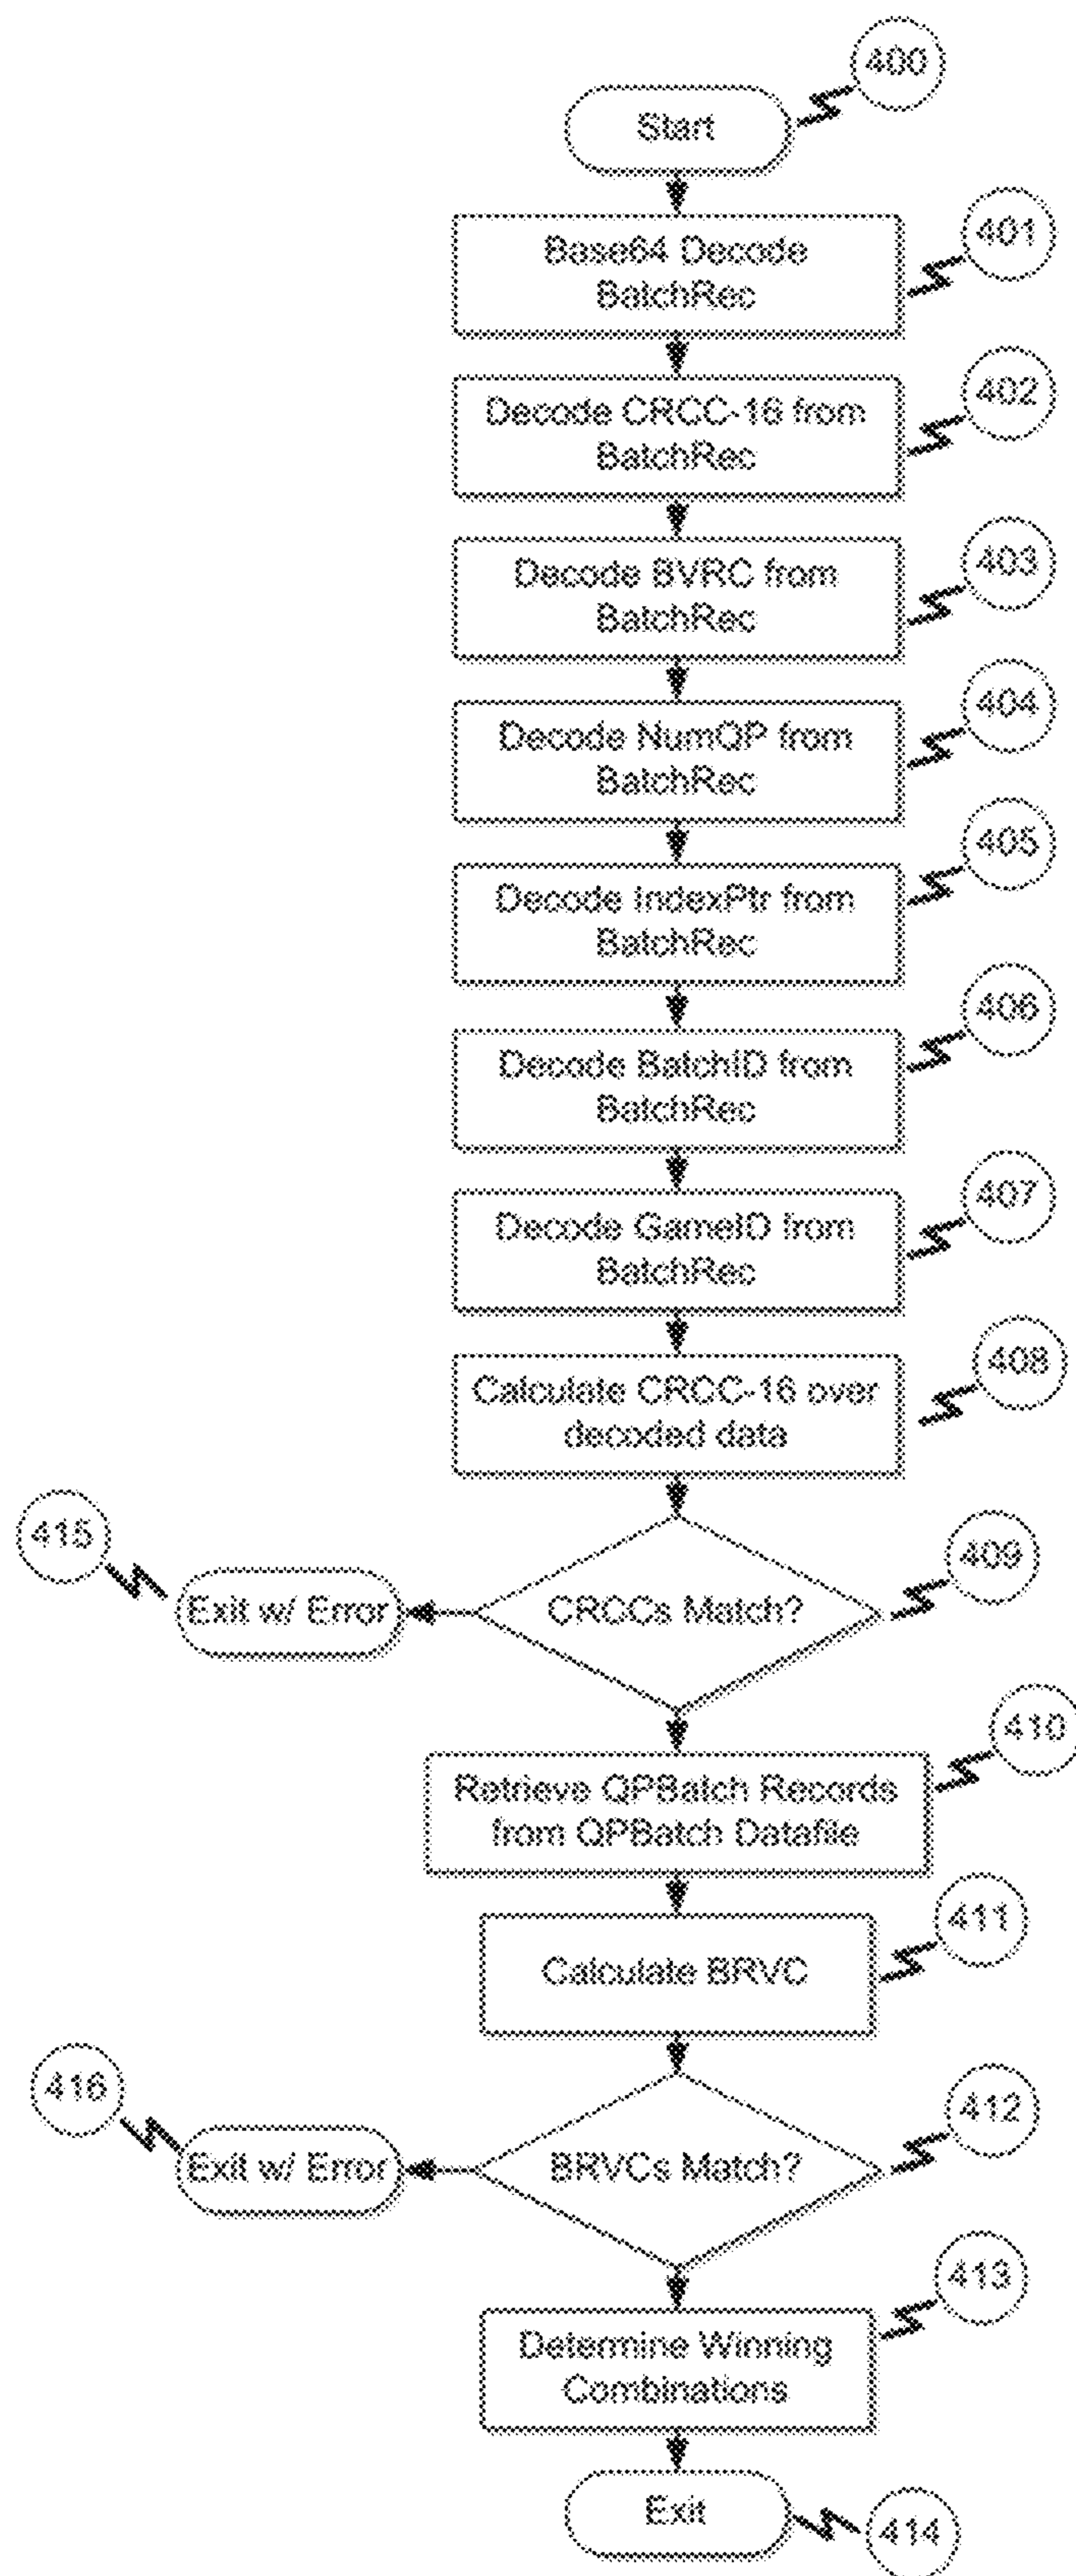 400
Start
401
Base64 Decode
BatchRec
402
Decode CRCC-16 from
BatchRec
403
Decode BVRC from
BatchRec
404
Decode NumQP from
BatchRec
405
Decode IndexPtr from
BatchRec
406
Decode BatchID from
BatchRec
407
Decode GameID from
BatchRec
408
Calculate CRCC-16 over
decoded data
409
CRCCs Match?
415
Exit w/ Error
410
Retrieve QPBatch Records
from QPBatch Datafile
411
Calculate BRVC
412
BRVCs Match?
416
Exit w/ Error
413
Determine Winning
Combinations
Exit
414